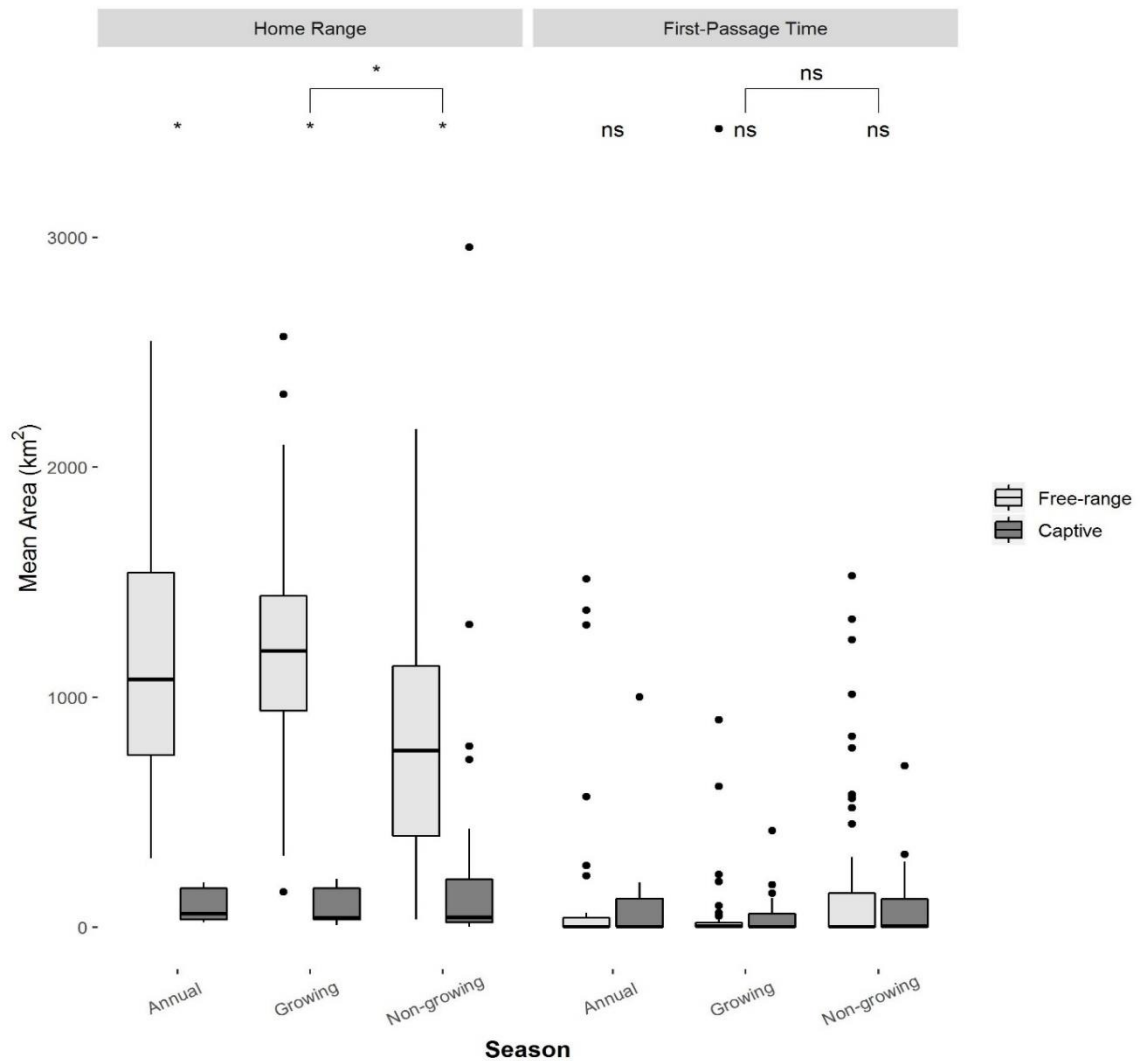 Home Range
First-Passage Time
*
ns
*
*
*
ns
ns
ns
3000
2000
1000
0
Mean Area (km²)
Free-range
Captive
Annual
Growing
Non-growing
Annual
Growing
Non-growing
Season